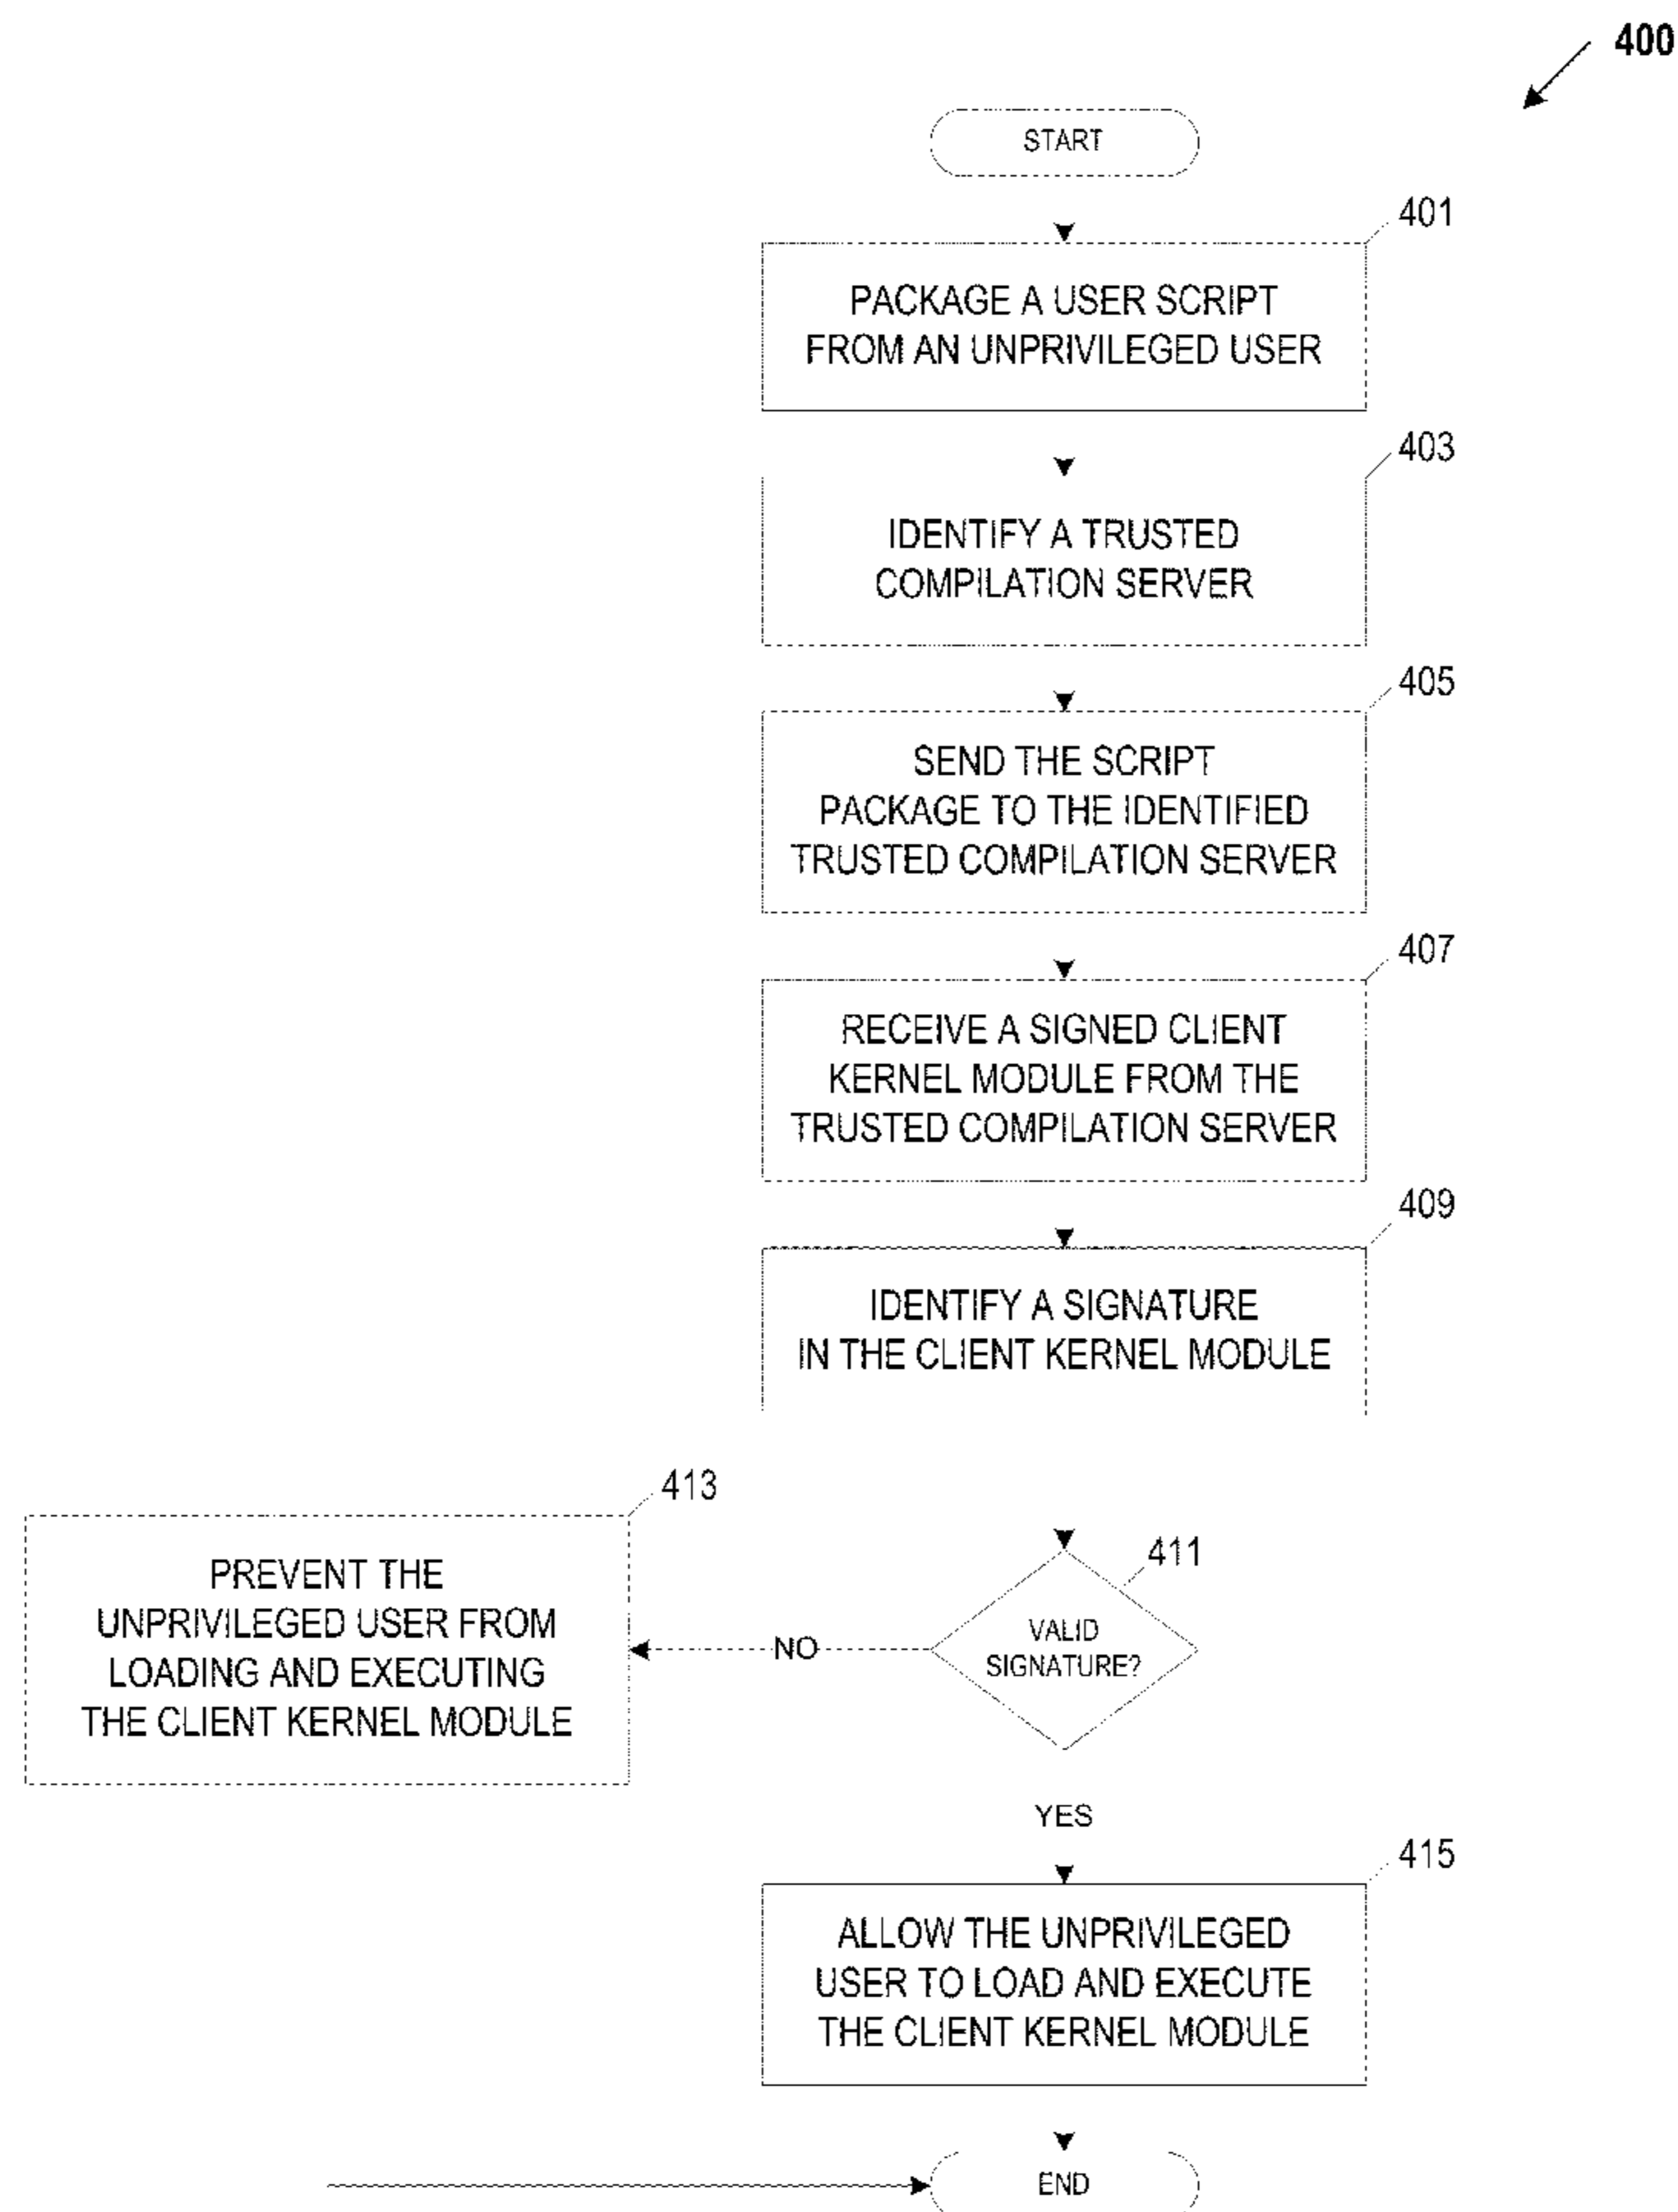 400
START
401
PACKAGE A USER SCRIPT
FROM AN UNPRIVILEGED USER
403
IDENTIFY A TRUSTED
COMPILATION SERVER
405
SEND THE SCRIPT
PACKAGE TO THE IDENTIFIED
TRUSTED COMPILATION SERVER
407
RECEIVE A SIGNED CLIENT
KERNEL MODULE FROM THE
TRUSTED COMPILATION SERVER
409
IDENTIFY A SIGNATURE
IN THE CLIENT KERNEL MODULE
411
VALID
SIGNATURE?
NO
413
PREVENT THE
UNPRIVILEGED USER FROM
LOADING AND EXECUTING
THE CLIENT KERNEL MODULE
YES
415
ALLOW THE UNPRIVILEGED
USER TO LOAD AND EXECUTE
THE CLIENT KERNEL MODULE
END